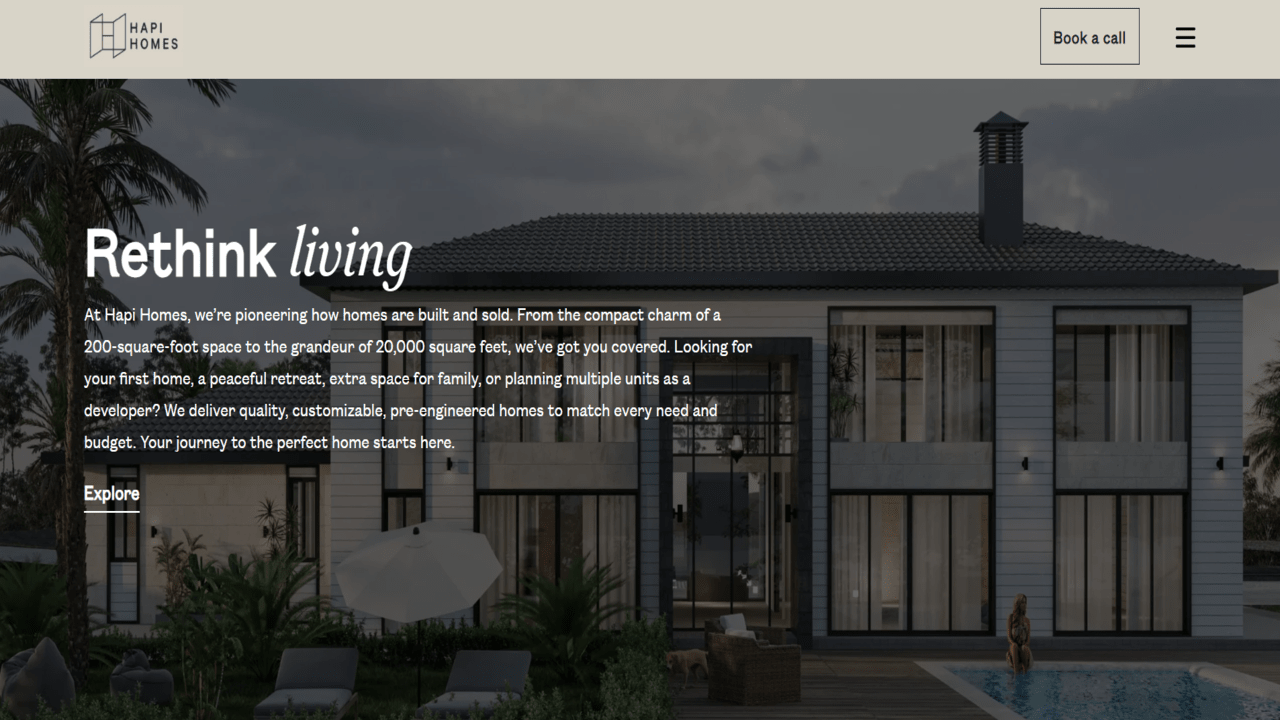 HAPI
HOMES
Book a call
Rethink living
At Hapi Homes, we’re pioneering how homes are built and sold. From the compact charm of a
200-square-foot space to the grandeur of 20,000 square feet, we’ve got you covered. Looking for
your first home, a peaceful retreat, extra space for family, or planning multiple units as a
developer? We deliver quality, customizable, pre-engineered homes to match every need and
budget. Your journey to the perfect home starts here.
Explore